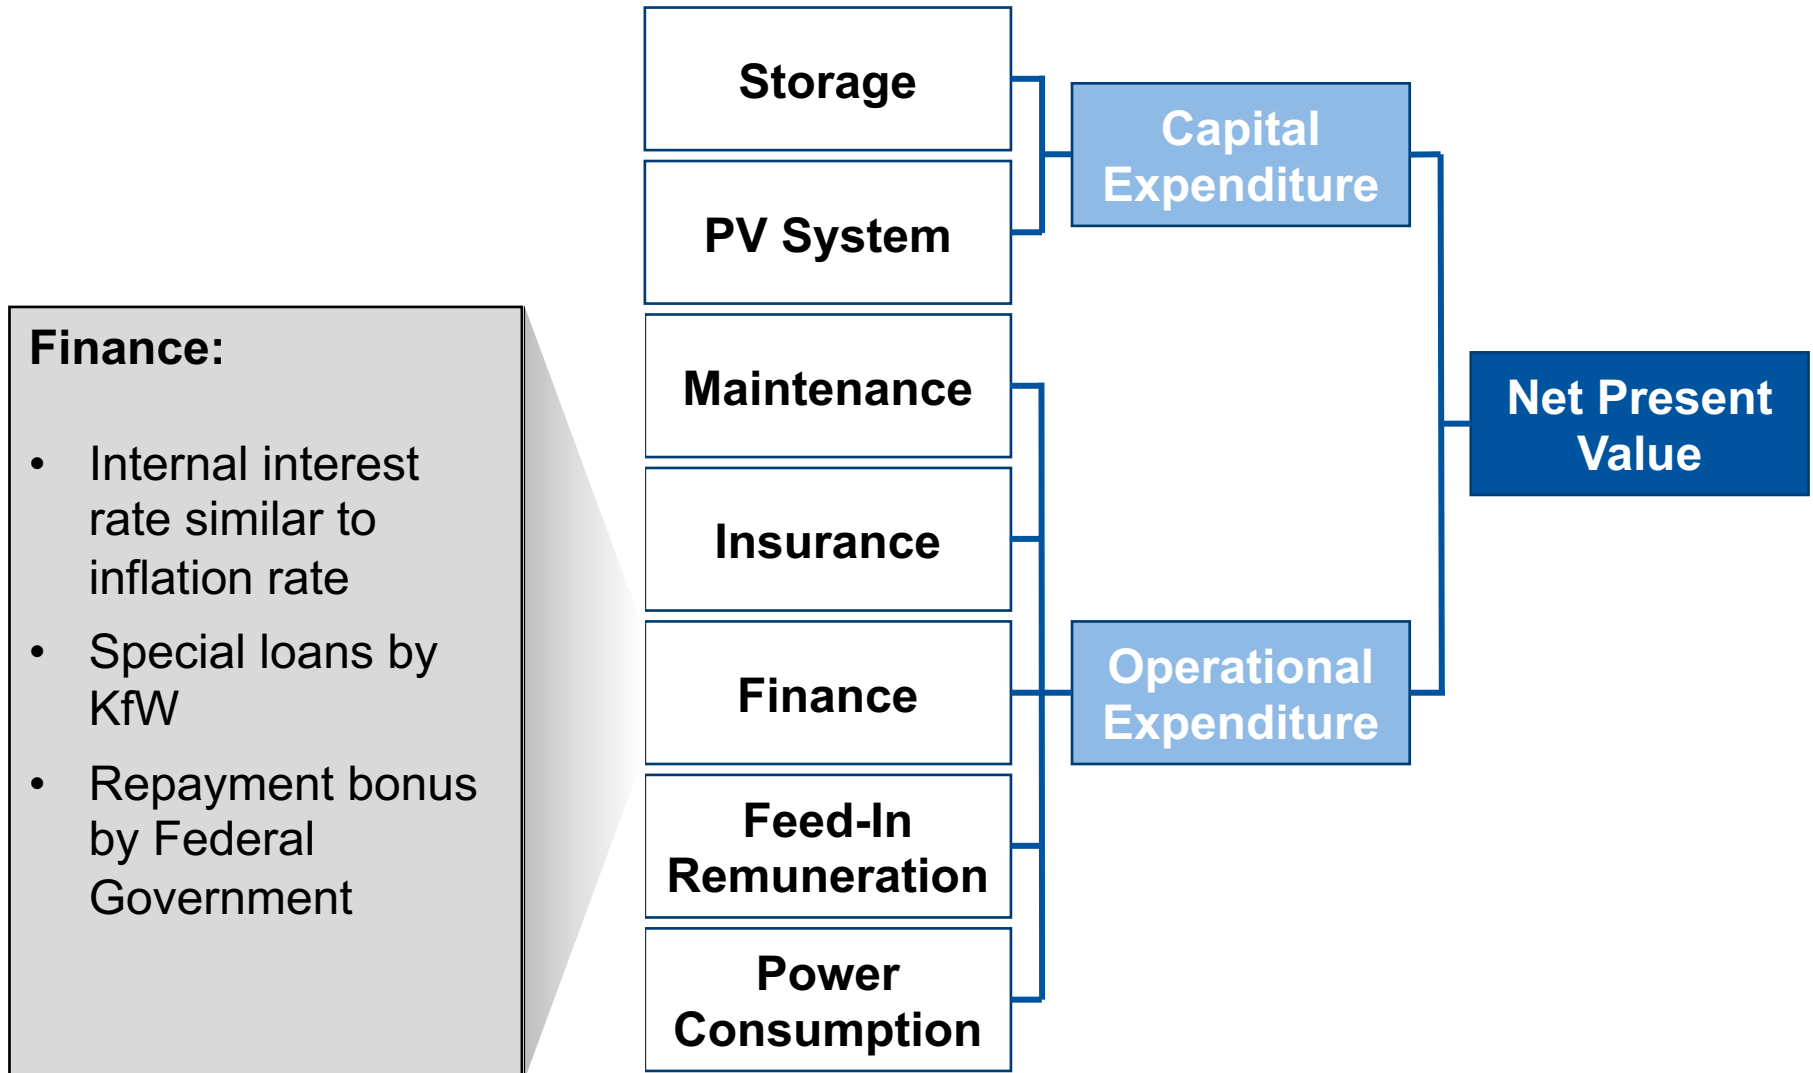 Storage
PV System
Capital
Expenditure
Finance:
• Internal interest
rate similar to
inflation rate
• Special loans by
KfW
• Repayment bonus
by Federal
Government
Maintenance
Insurance
Finance
Feed-In
Remuneration
Power
Consumption
Operational
Expenditure
Net Present
Value